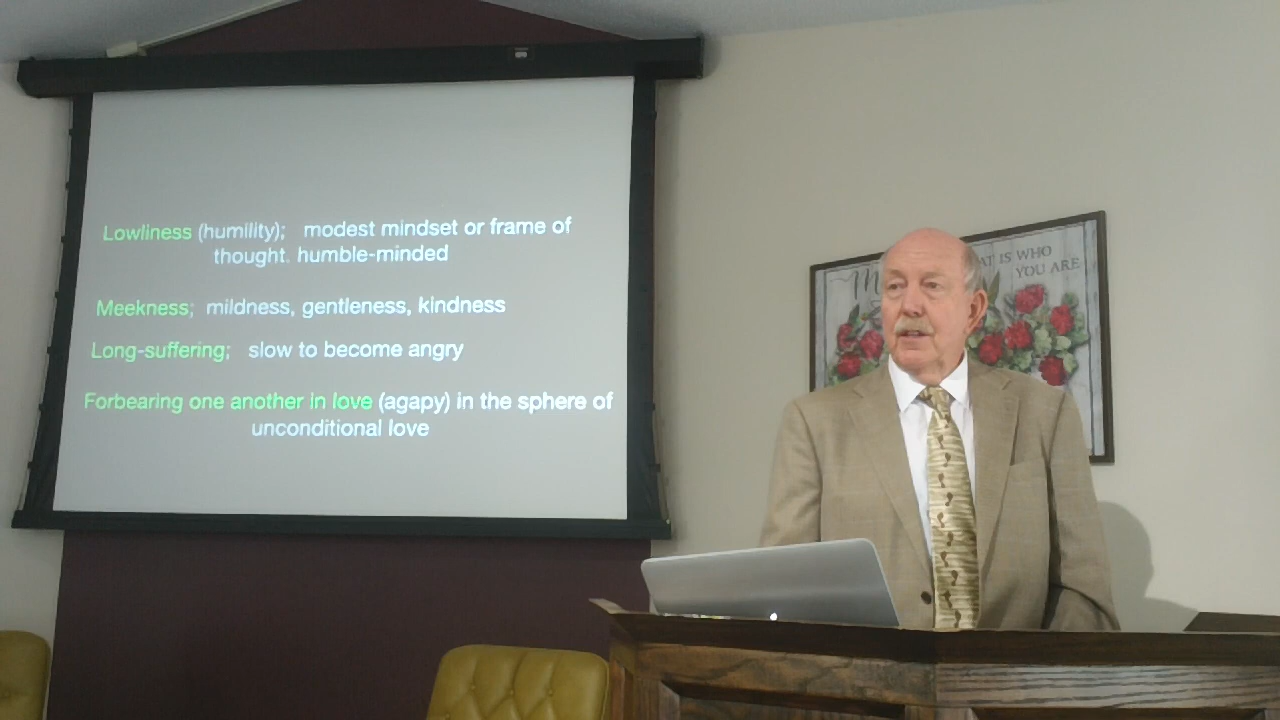 Lowliness (humility); modest mindset or frame of
thought. humble-minded
Meekness; mildness, gentleness, kindness
Long-suffering; slow to become angry
Forbearing one another in love (agapy) in the sphere of
unconditional love
AT IS WHO
YOU ARE